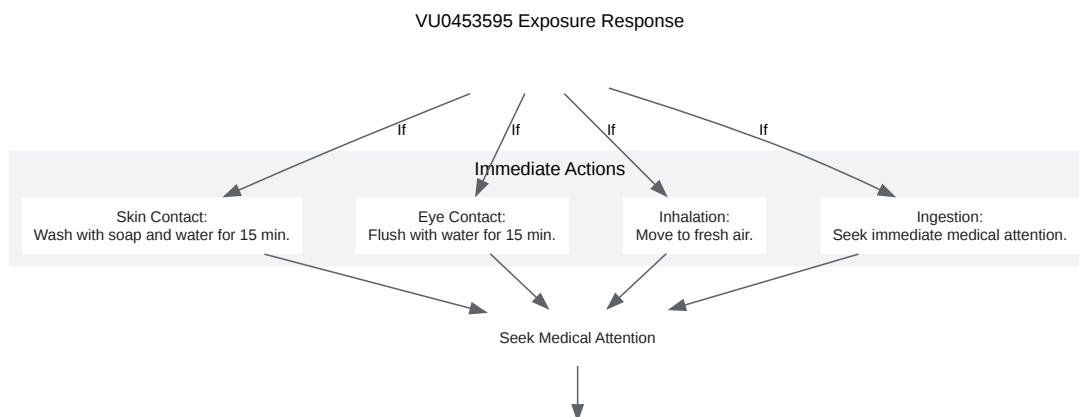 VU0453595 Exposure Response
If
If
If
If
Immediate Actions
Skin Contact:
Wash with soap and water for 15 min.
Eye Contact:
Flush with water for 15 min.
Inhalation:
Move to fresh air.
Ingestion:
Seek immediate medical attention.
Seek Medical Attention